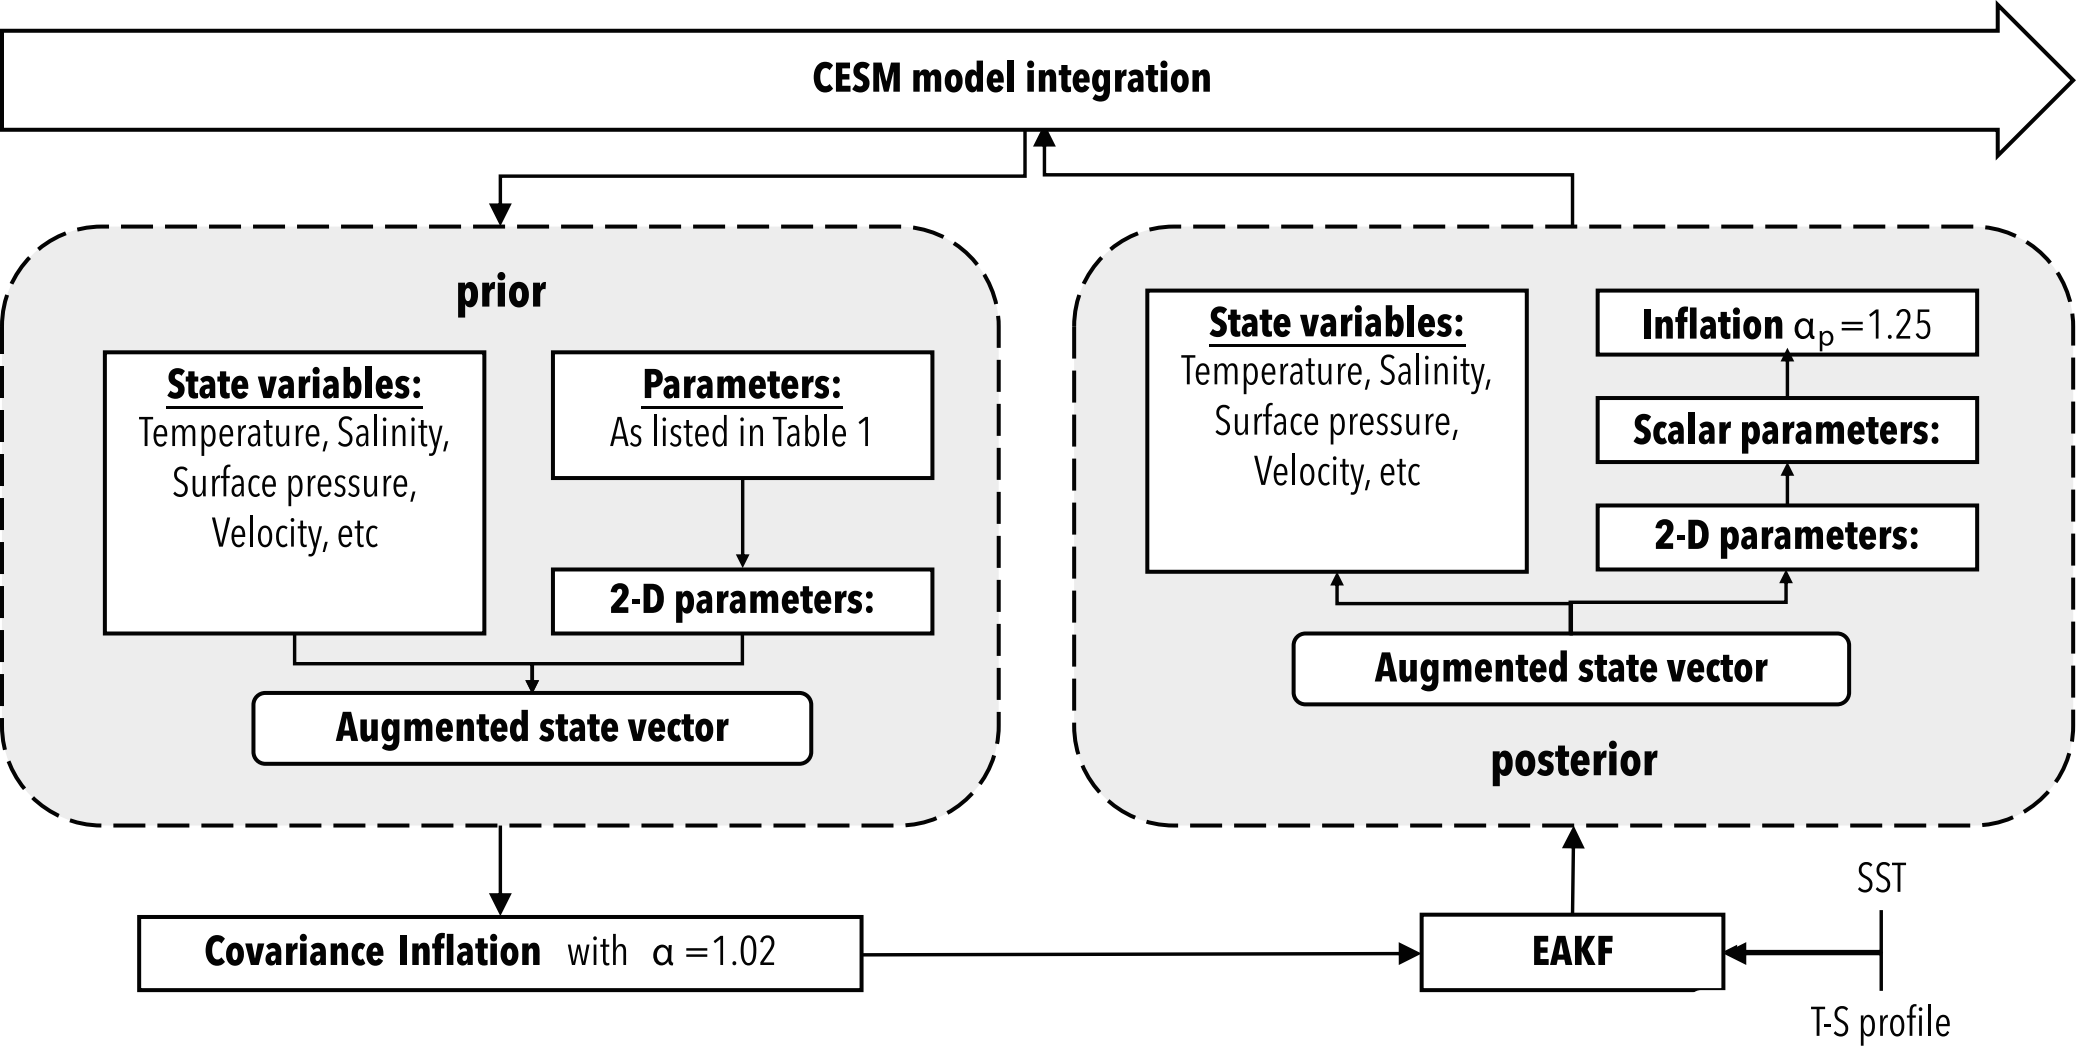 CESM model integration
prior
State variables:
Temperature, Salinity,
Surface pressure,
Velocity, etc
Parameters:
As listed in Table 1
2-D parameters:
Augmented state vector
State variables:
Temperature, Salinity,
Surface pressure,
Velocity, etc
Inflation αp=1.25
Scalar parameters:
2-D parameters:
Augmented state vector
posterior
Covariance Inflation with α=1.02
EAKF
SST
T-S profile